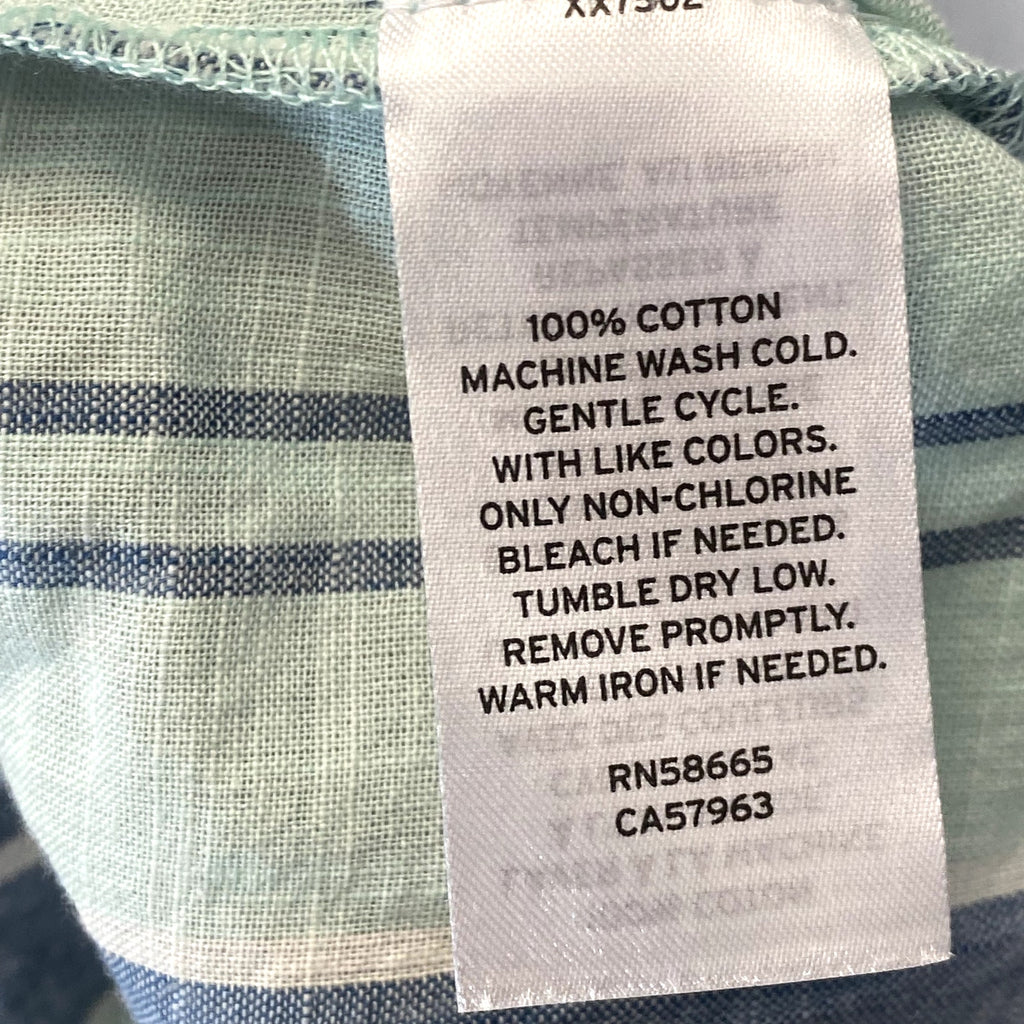 100% COTTON
MACHINE WASH COLD.
GENTLE CYCLE.
WITH LIKE COLORS.
ONLY NON-CHLORINE
BLEACH IF NEEDED.
TUMBLE DRY LOW.
REMOVE PROMPTLY.
WARM IRON IF NEEDED.
RN58665
CA57963